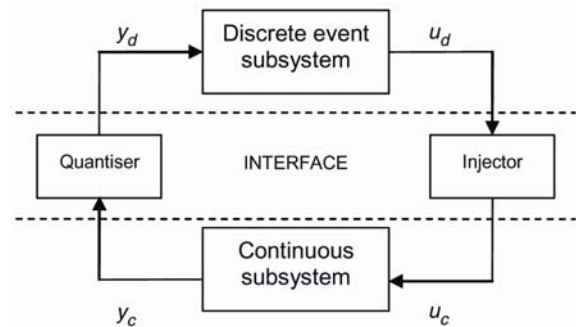 y_d
Discrete event
subsystem
u_d
Quantiser
INTERFACE
Injector
Continuous
subsystem
y_c
u_c